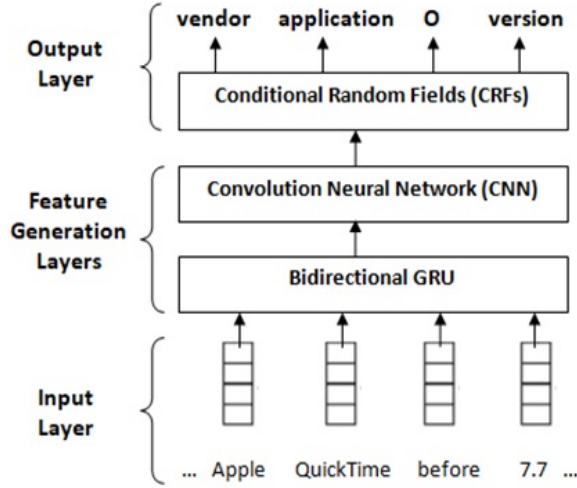 vendor application O version
Output
Layer
Conditional Random Fields (CRFs)
Convolution Neural Network (CNN)
Feature
Generation
Layers
Bidirectional GRU
Input
Layer
... Apple QuickTime before 7.7 ...